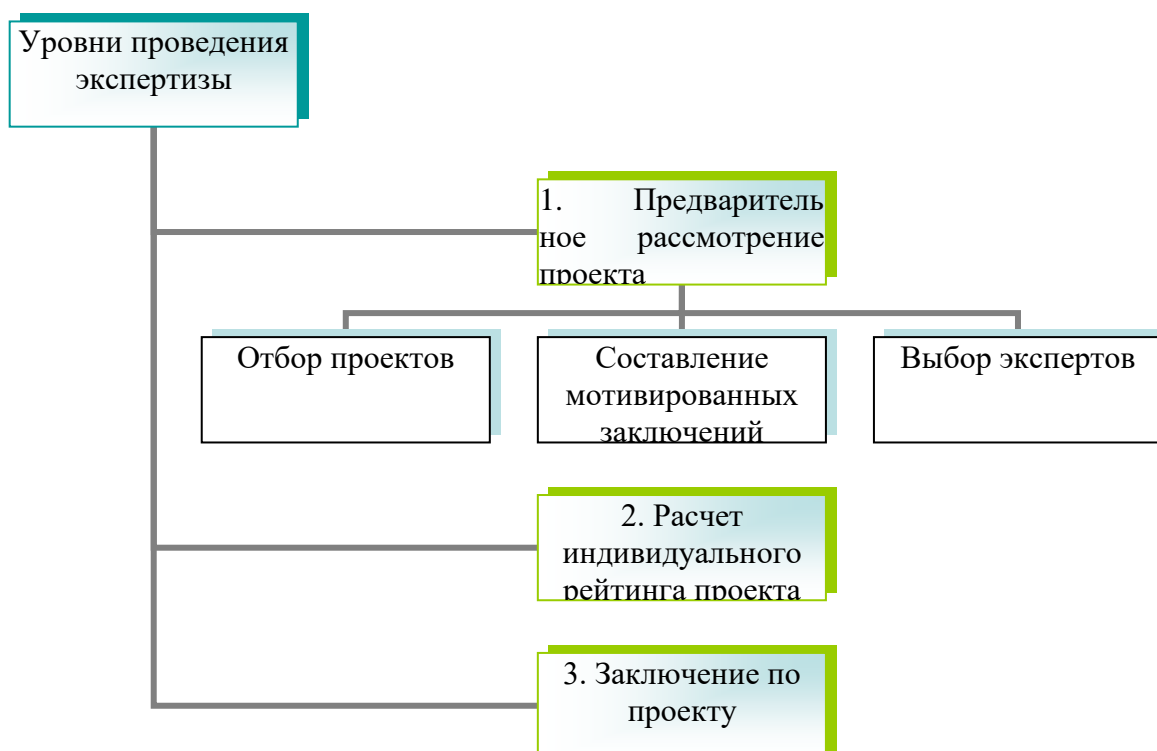 Уровни проведения
экспертизы
1. Предваритель
ное рассмотрение
проекта
Отбор проектов
Составление
мотивированных
заключений
Выбор экспертов
2. Расчет
индивидуального
рейтинга проекта
3. Заключение по
проекту